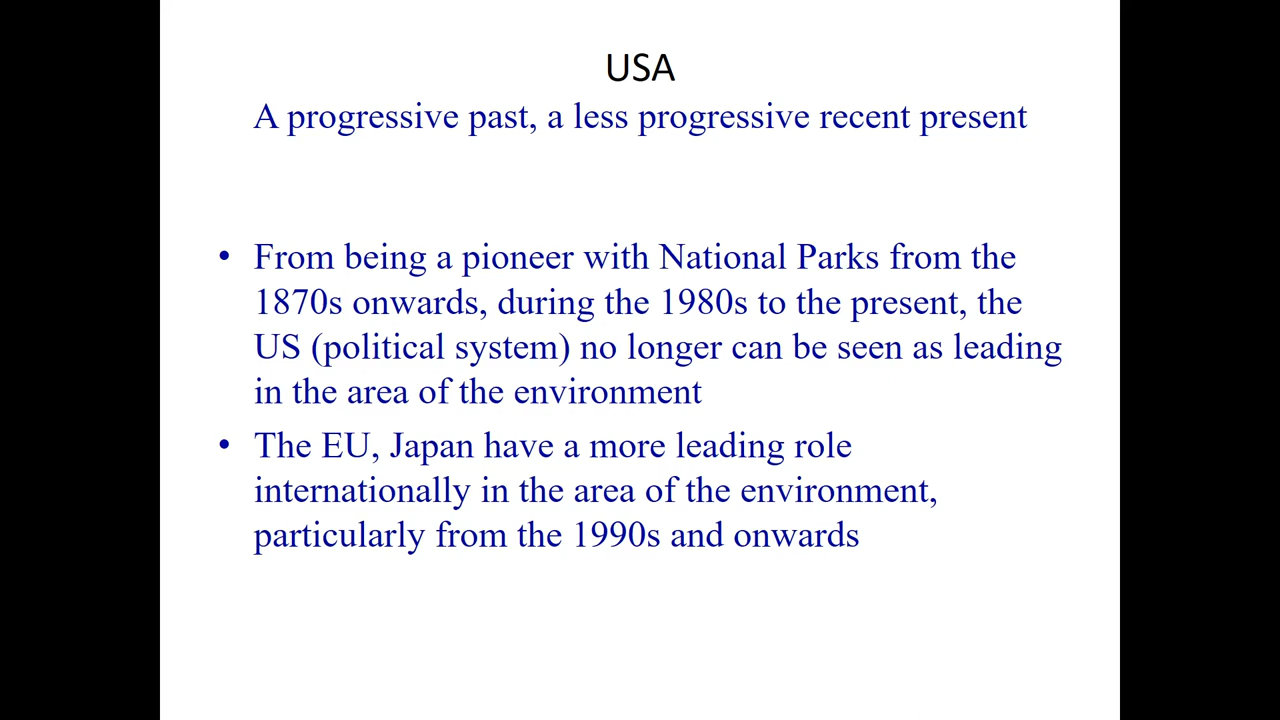 USA
A progressive past, a less progressive recent present
• From being a pioneer with National Parks from the
1870s onwards, during the 1980s to the present, the
US (political system) no longer can be seen as leading
in the area of the environment
• The EU, Japan have a more leading role
internationally in the area of the environment,
particularly from the 1990s and onwards